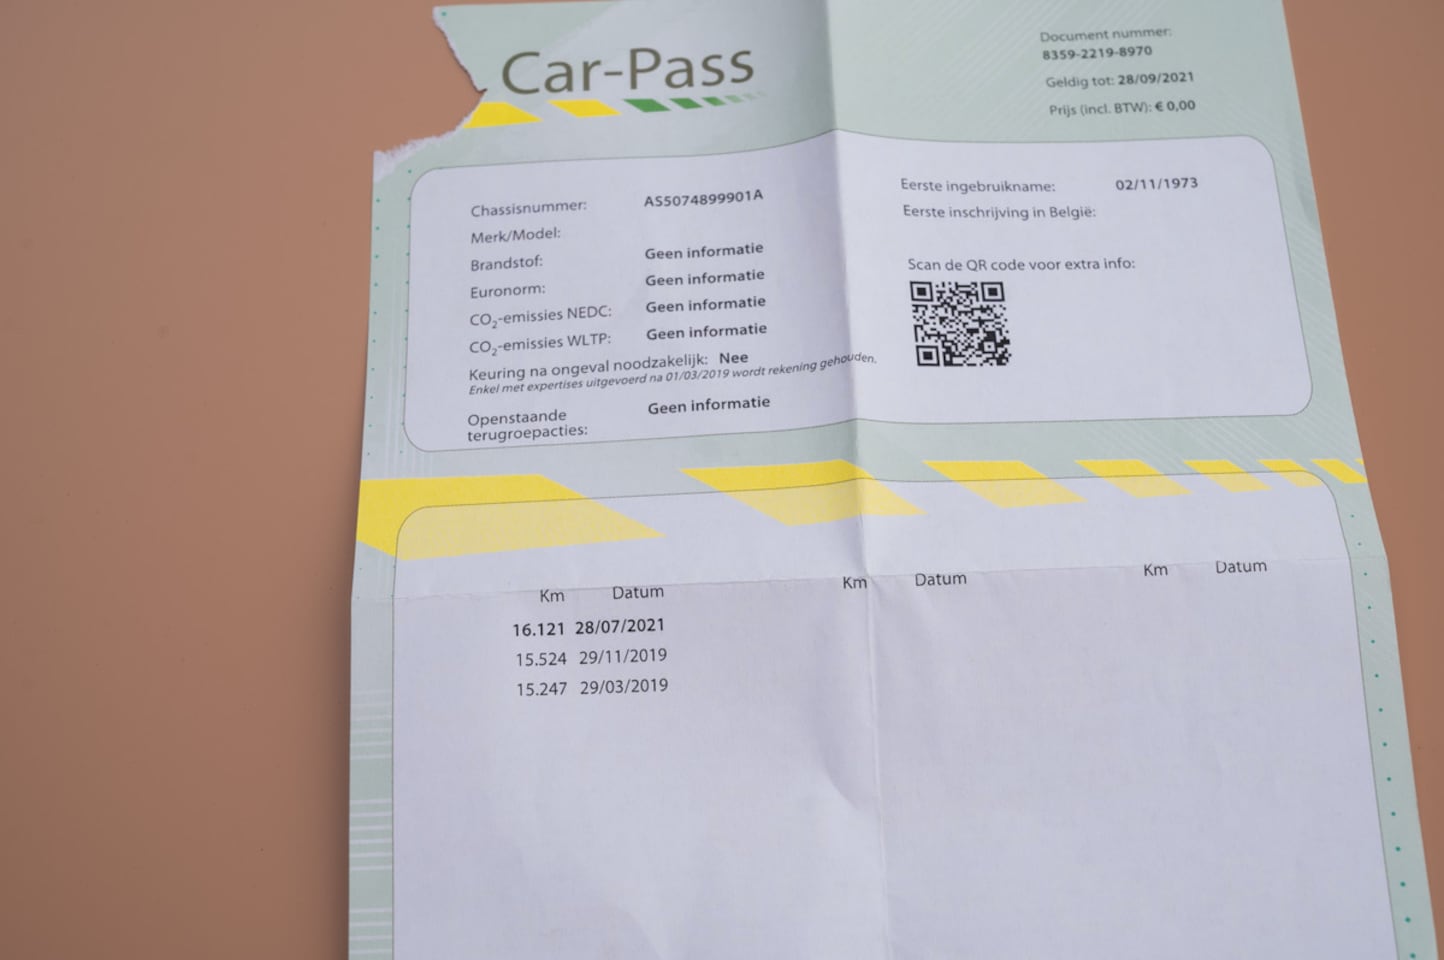 Car-Pass
Document nummer:
8359-2219-8970
Geldig tot: 28/09/2021
Prijs (incl. BTW): € 0,00
Chassisnummer: AS5074899901A
Merk/Model:
Brandstof: Geen informatie
Euronorm: Geen informatie
CO2-emissies NEDC: Geen informatie
CO2-emissies WLTP: Geen informatie
Keuring na ongeval noodzakelijk: Nee
Enkel met expertises uitgevoerd na 01/03/2019 wordt rekening gehouden.
Openstaande Geen informatie
terugroepacties:
Eerste ingebruikname: 02/11/1973
Eerste inschrijving in België:
Scan de QR code voor extra info:
Km Datum Km Datum Km Datum
16.121 28/07/2021
15.524 29/11/2019
15.247 29/03/2019